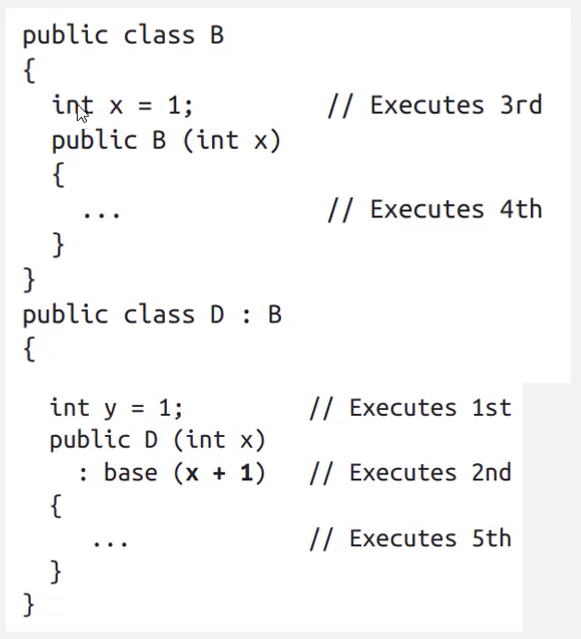 public class B
{
int x = 1; // Executes 3rd
public B (int x)
{
... // Executes 4th
}
}
public class D : B
{
int y = 1; // Executes 1st
public D (int x)
: base (x + 1) // Executes 2nd
{
... // Executes 5th
}
}